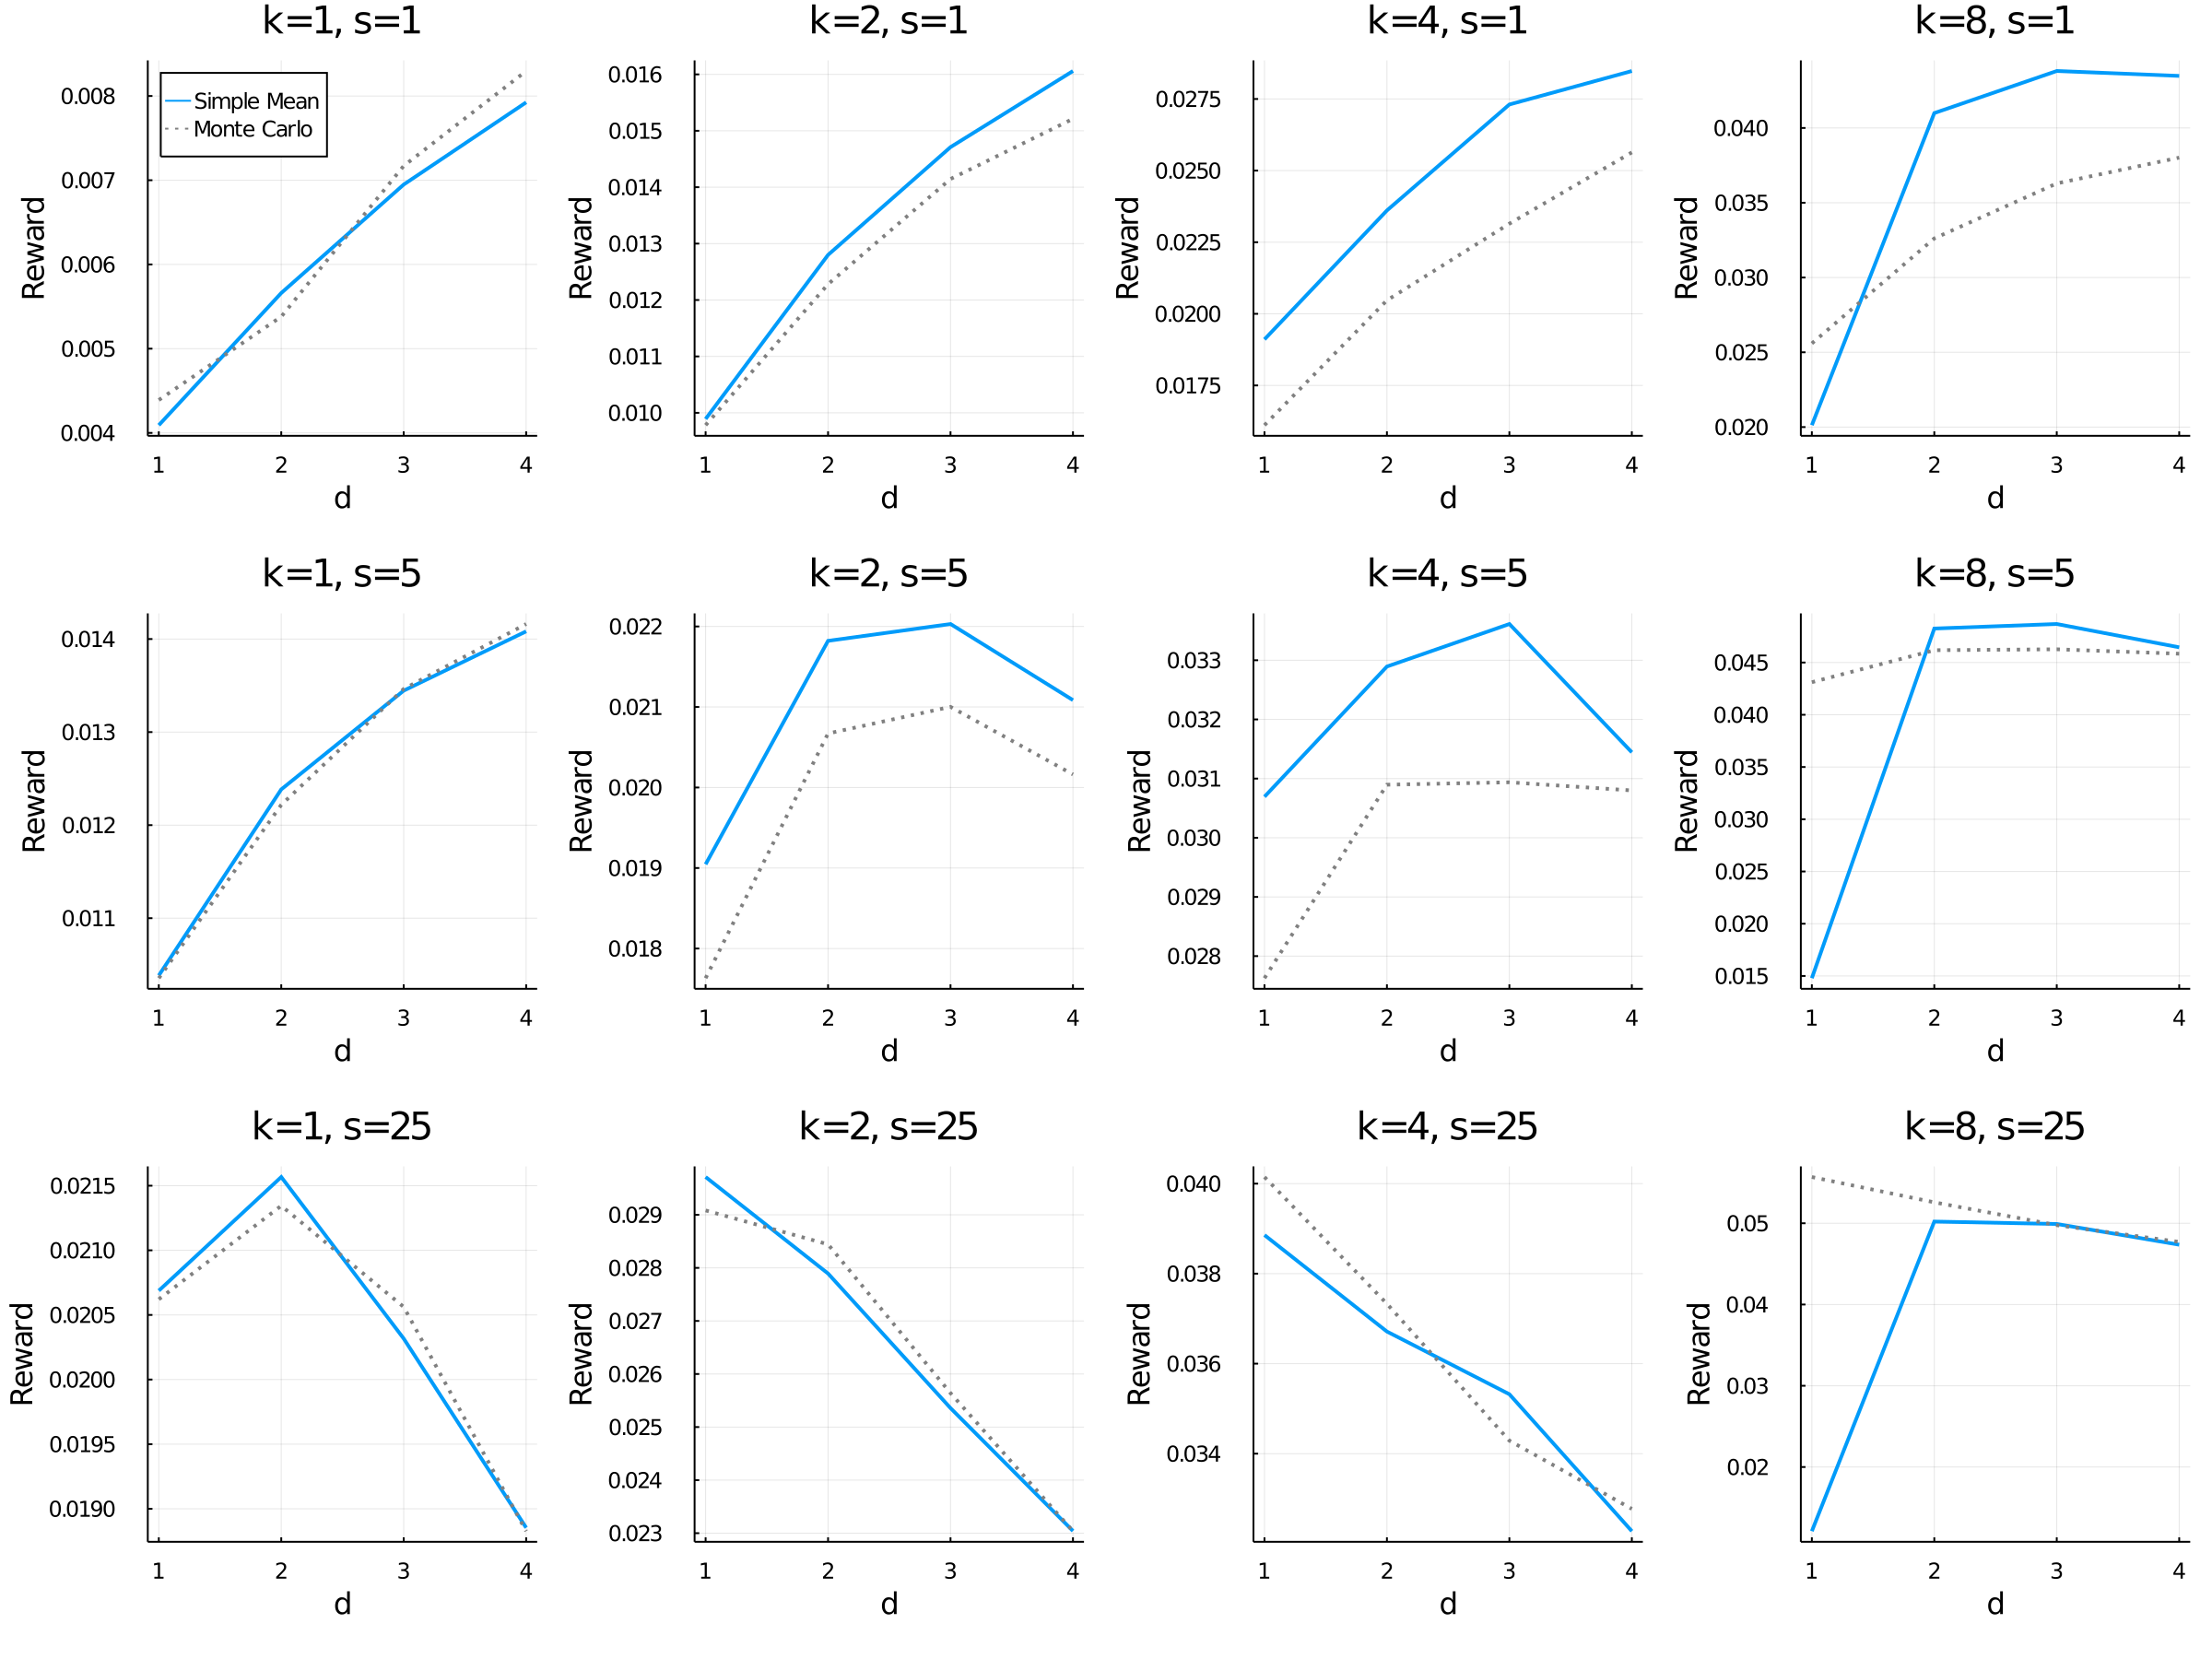 k=1, s=1
Simple Mean
Monte Carlo
Reward
0.008
0.007
0.006
0.005
0.004
1 2 3 4
d
k=2, s=1
Reward
0.016
0.015
0.014
0.013
0.012
0.011
0.010
1 2 3 4
d
k=4, s=1
Reward
0.0275
0.0250
0.0225
0.0200
0.0175
1 2 3 4
d
k=8, s=1
Reward
0.040
0.035
0.030
0.025
0.020
1 2 3 4
d
k=1, s=5
Reward
0.014
0.013
0.012
0.011
1 2 3 4
d
k=2, s=5
Reward
0.022
0.021
0.020
0.019
0.018
1 2 3 4
d
k=4, s=5
Reward
0.033
0.032
0.031
0.030
0.029
0.028
1 2 3 4
d
k=8, s=5
Reward
0.045
0.040
0.035
0.030
0.025
0.020
0.015
1 2 3 4
d
k=1, s=25
Reward
0.0215
0.0210
0.0205
0.0200
0.0195
0.0190
1 2 3 4
d
k=2, s=25
Reward
0.029
0.028
0.027
0.026
0.025
0.024
0.023
1 2 3 4
d
k=4, s=25
Reward
0.040
0.038
0.036
0.034
1 2 3 4
d
k=8, s=25
Reward
0.05
0.04
0.03
0.02
1 2 3 4
d